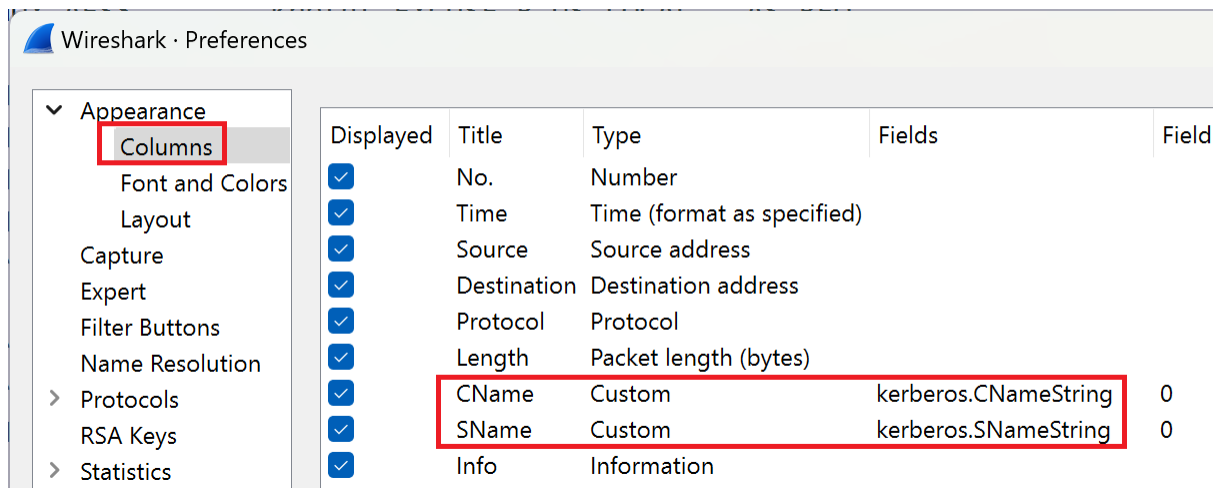 Wireshark · Preferences
Appearance
Columns
Font and Colors
Layout
Capture
Expert
Filter Buttons
Name Resolution
Protocols
RSA Keys
Statistics
Displayed Title Type Fields Field
No. Number
Time Time (format as specified)
Source Source address
Destination Destination address
Protocol Protocol
Length Packet length (bytes)
CName Custom kerberos.CNameString 0
SName Custom kerberos.SNameString 0
Info Information